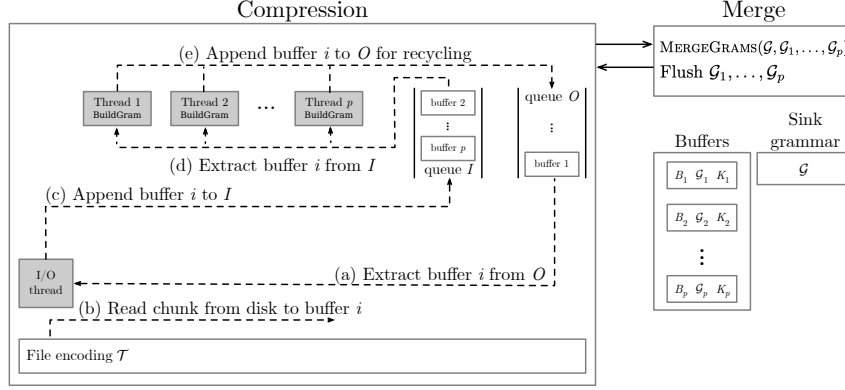 Compression
Merge
(e) Append buffer i to O for recycling
Thread 1
BuildGram
Thread 2
BuildGram
...
Thread p
BuildGram
buffer 2
⋮
buffer p
queue I
queue O
⋮
buffer 1
(d) Extract buffer i from I
(c) Append buffer i to I
I/O
thread
(a) Extract buffer i from O
(b) Read chunk from disk to buffer i
File encoding 𝒯
MERGEGRAMS(𝒢, 𝒢₁, . . . , 𝒢ₚ)
Flush 𝒢₁, . . . , 𝒢ₚ
Buffers
B₁ 𝒢₁ K₁
B₂ 𝒢₂ K₂
⋮
Bₚ 𝒢ₚ Kₚ
Sink
grammar
𝒢